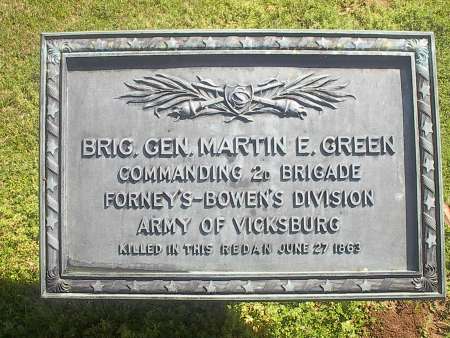 BRIG. GEN. MARTIN E. GREEN
COMMANDING 2D BRIGADE
FORNEY'S-BOWEN'S DIVISION
ARMY OF VICKSBURG
KILLED IN THIS REDAN JUNE 27 1863